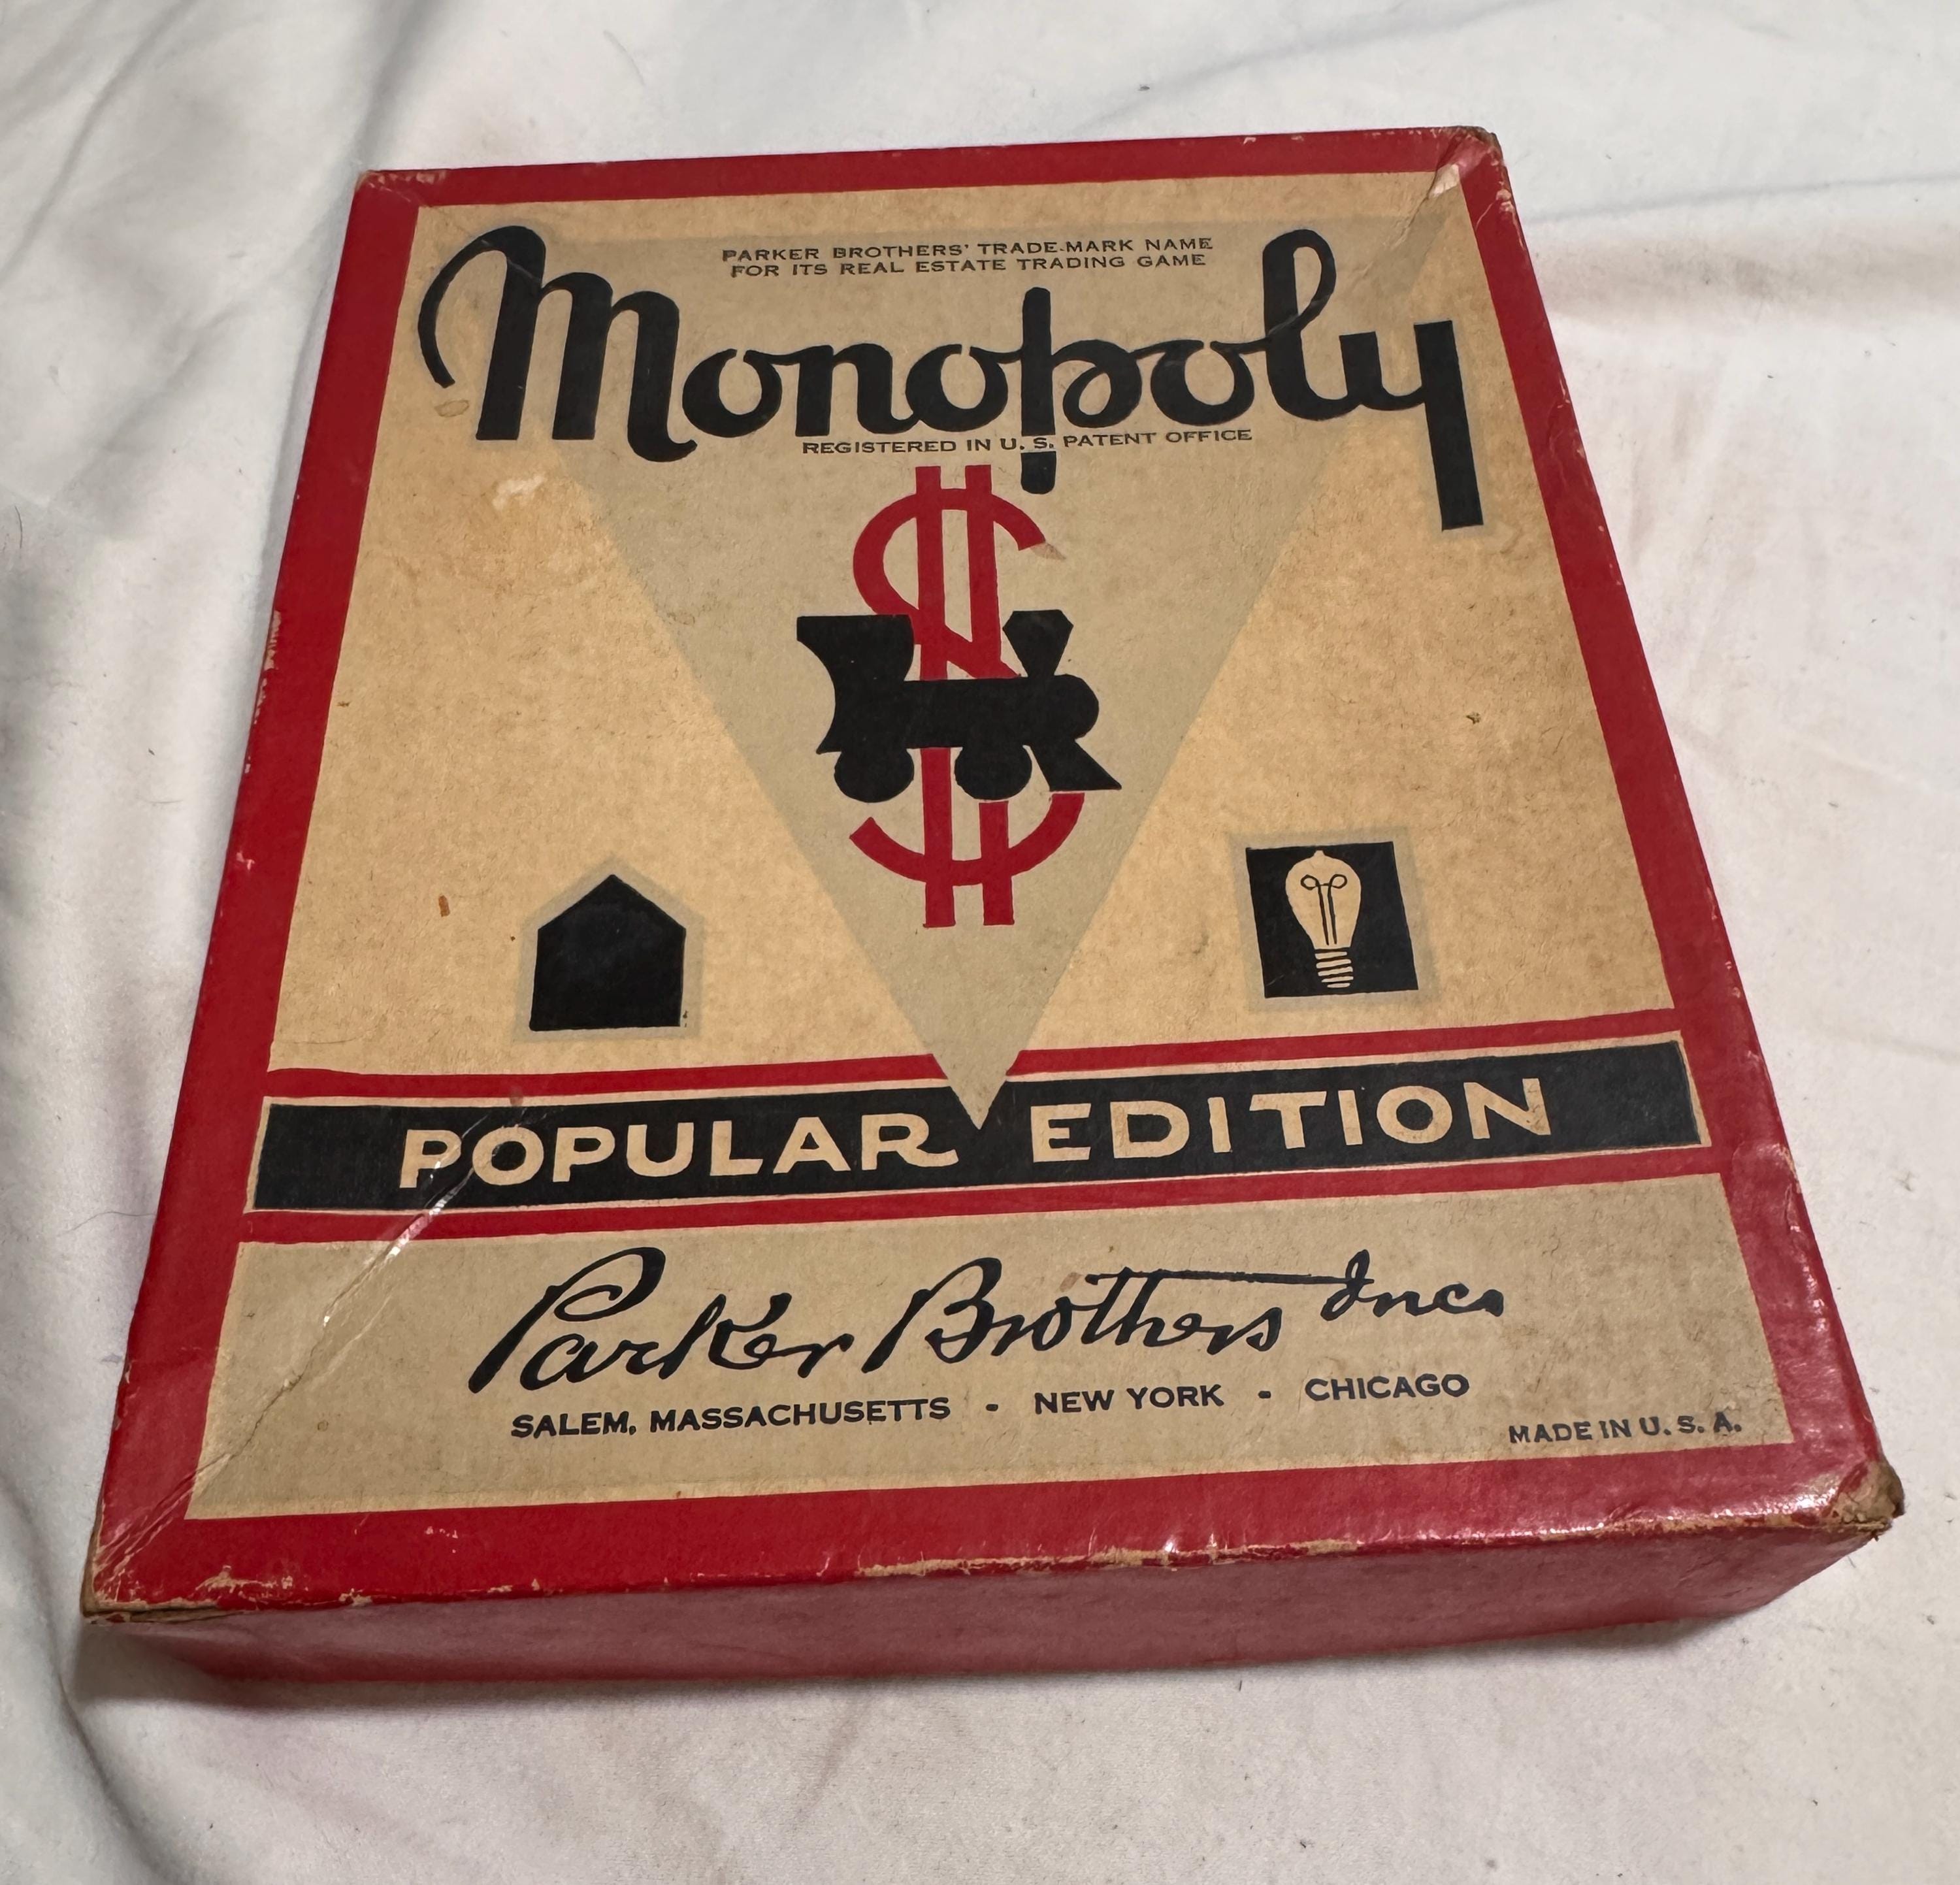 PARKER BROTHERS' TRADE-MARK NAME
FOR ITS REAL ESTATE TRADING GAME
Monopoly
REGISTERED IN U. S. PATENT OFFICE
POPULAR EDITION
Parker Brothers Inc.
SALEM, MASSACHUSETTS - NEW YORK - CHICAGO
MADE IN U. S. A.